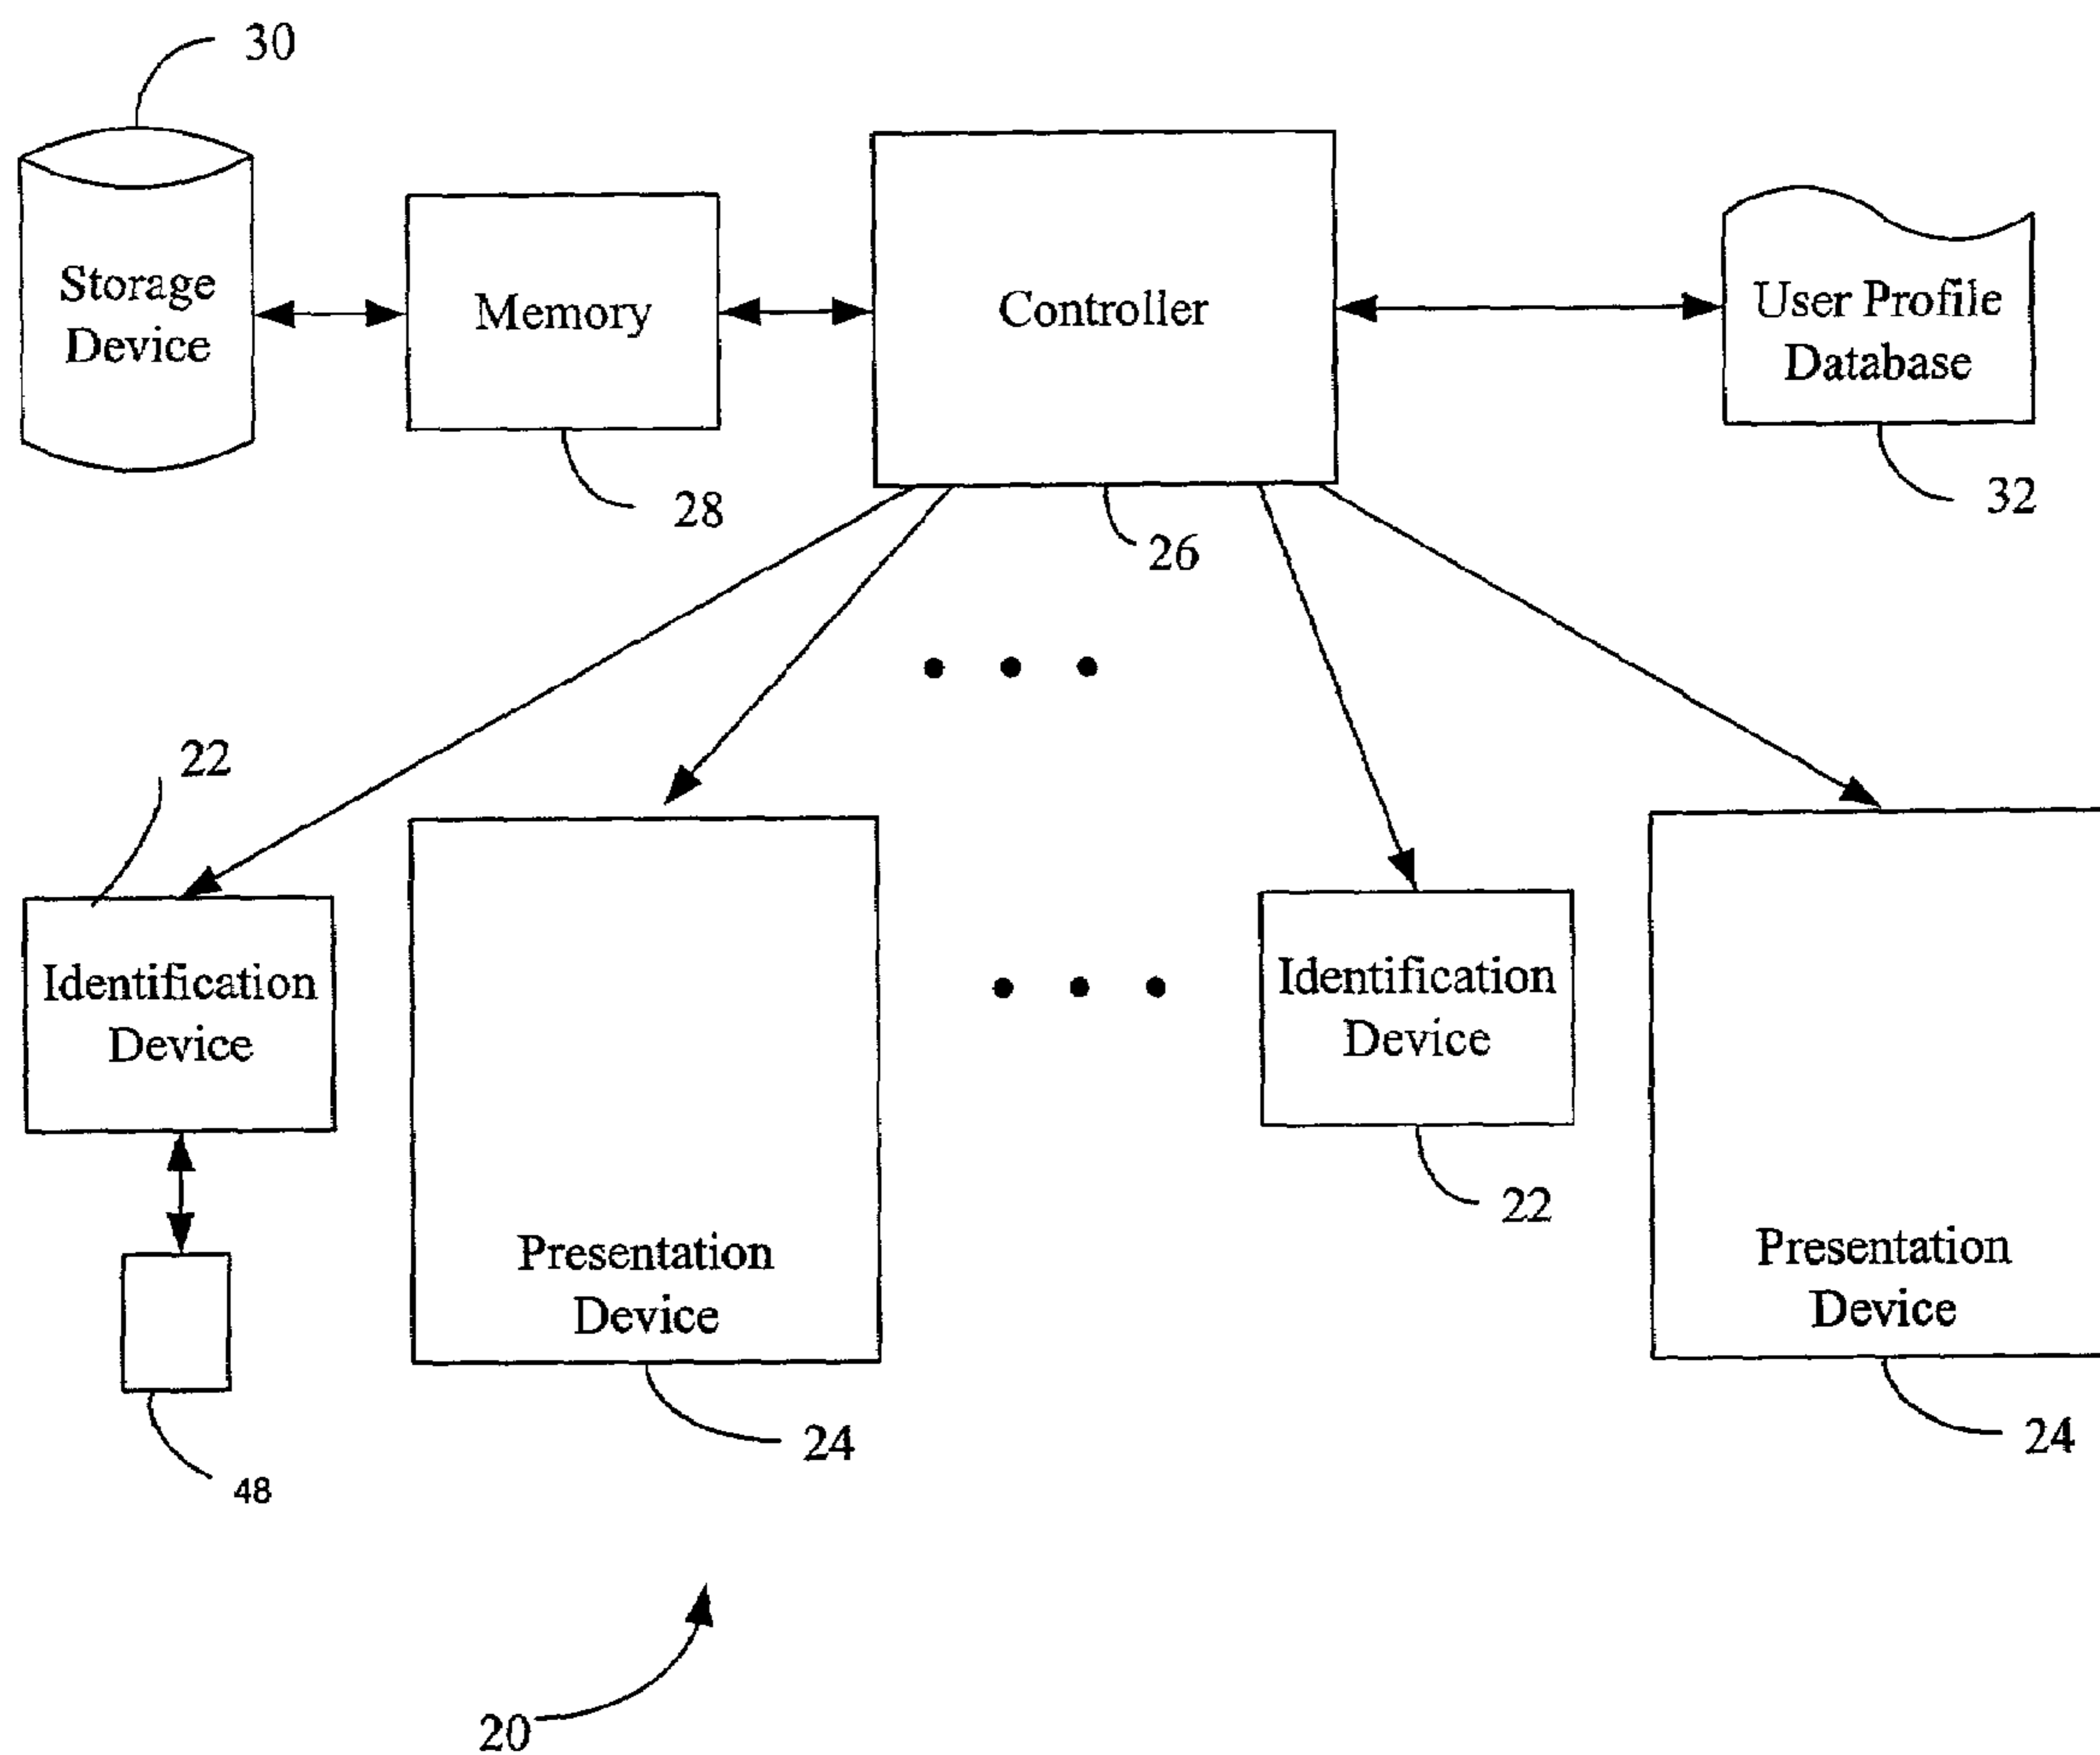 30
Storage
Device
Memory
Controller
User Profile
Database
28
26
32
22
Identification
Device
Presentation
Device
Identification
Device
22
Presentation
Device
24
24
48
20